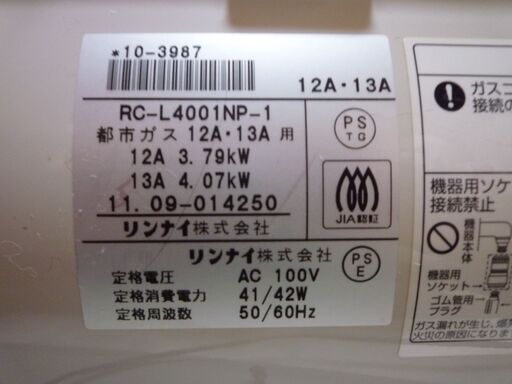 *10-3987
12A・13A
RC-L4001NP-1
都市ガス 12A・13A 用
12A 3.79kW
13A 4.07kW
11.09-014250
リンナイ株式会社
PS
TG
JIA認証
リンナイ株式会社
PS
E
定格電圧 AC 100V
定格消費電力 41/42W
定格周波数 50/60Hz
ガスコ
接続の
機器用ソケ
接続禁止
機器本体
機器用
ソケット
ゴム管用
プラグ
ガス漏れが生じ、爆
火災の原因になりま